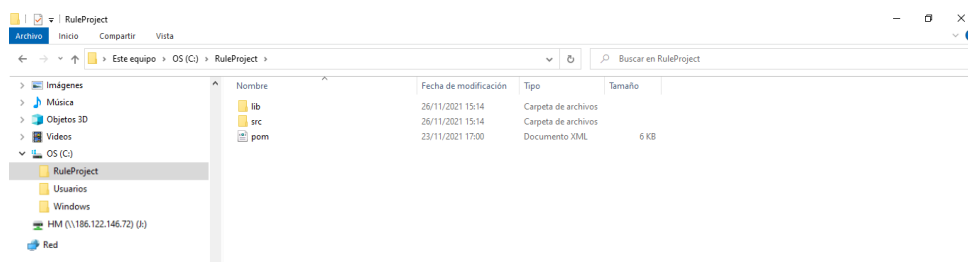 RuleProject
Archivo Inicio Compartir Vista
Este equipo > OS (C:) > RuleProject >
Buscar en RuleProject
Imágenes
Música
Objetos 3D
Videos
OS (C:)
RuleProject
Usuarios
Windows
HM (\\186.122.146.72) (J:)
Red
Nombre Fecha de modificación Tipo Tamaño
lib 26/11/2021 15:14 Carpeta de archivos
src 26/11/2021 15:14 Carpeta de archivos
pom 23/11/2021 17:00 Documento XML 6 KB